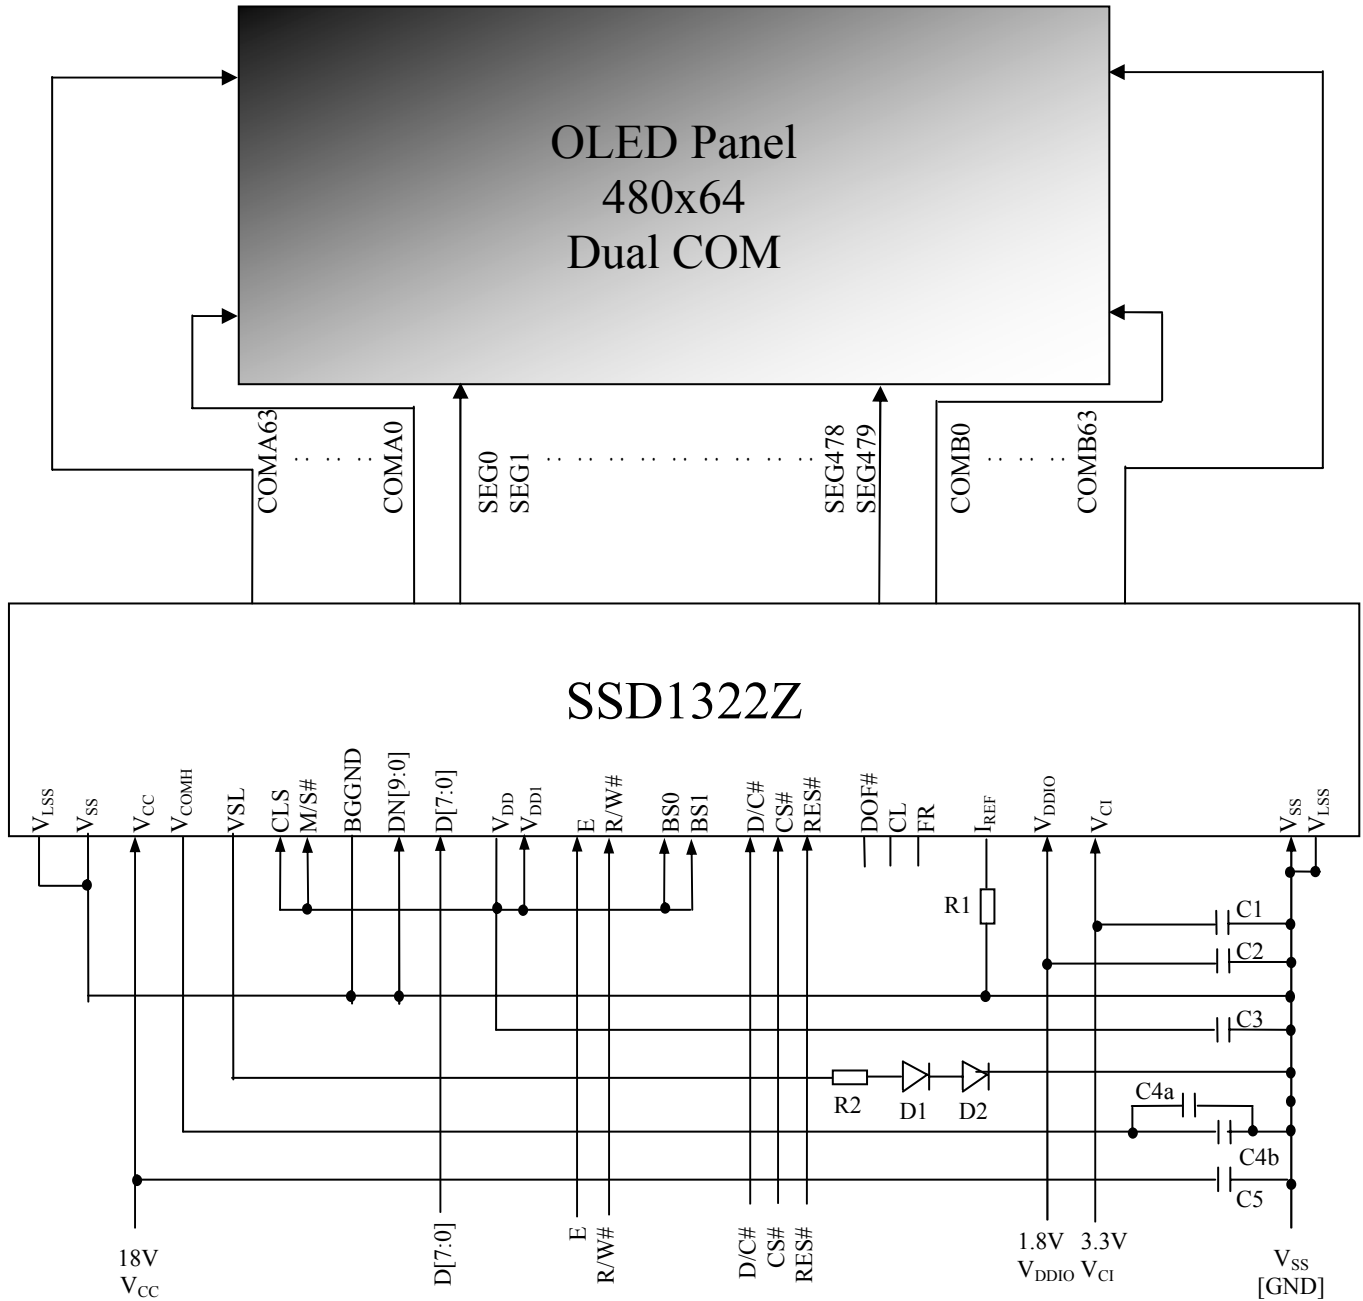 OLED Panel
480x64
Dual COM
COMA63
COMA0
SEG0
SEG1
SEG478
SEG479
COMB0
COMB63
SSD1322Z
VLSS
VSS
VCC
VCOMH
VSL
CLS
M/S#
BGGND
DN[9:0]
D[7:0]
VDD
VDD1
E
R/W#
BS0
BS1
D/C#
CS#
RES#
DOF#
CL
FR
IREF
VDDIO
VCI
VSS
VLSS
R1
C1
C2
C3
R2
D1
D2
C4a
C4b
C5
18V
VCC
D[7:0]
E
R/W#
D/C#
CS#
RES#
1.8V
VDDIO
3.3V
VCI
VSS
[GND]